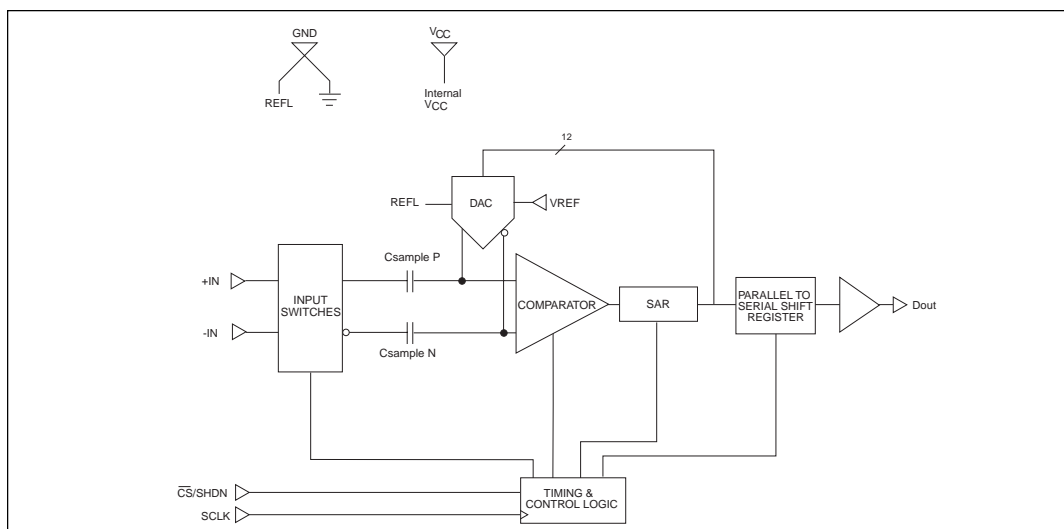 GND
VCC
REFL
Internal
VCC
12
REFL
DAC
VREF
Csample P
+IN
INPUT
SWITCHES
COMPARATOR
SAR
PARALLEL TO
SERIAL SHIFT
REGISTER
Dout
-IN
Csample N
CS/SHDN
TIMING &
CONTROL LOGIC
SCLK